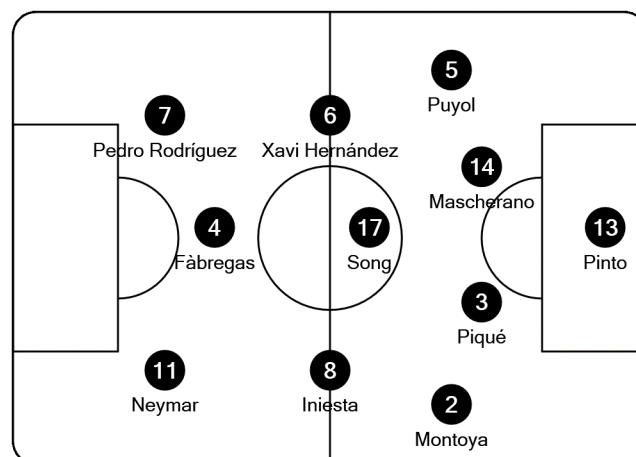 5
Puyol
7
Pedro Rodríguez
6
Xavi Hernández
14
Mascherano
4
Fàbregas
17
Song
13
Pinto
3
Piqué
11
Neymar
8
Iniesta
2
Montoya